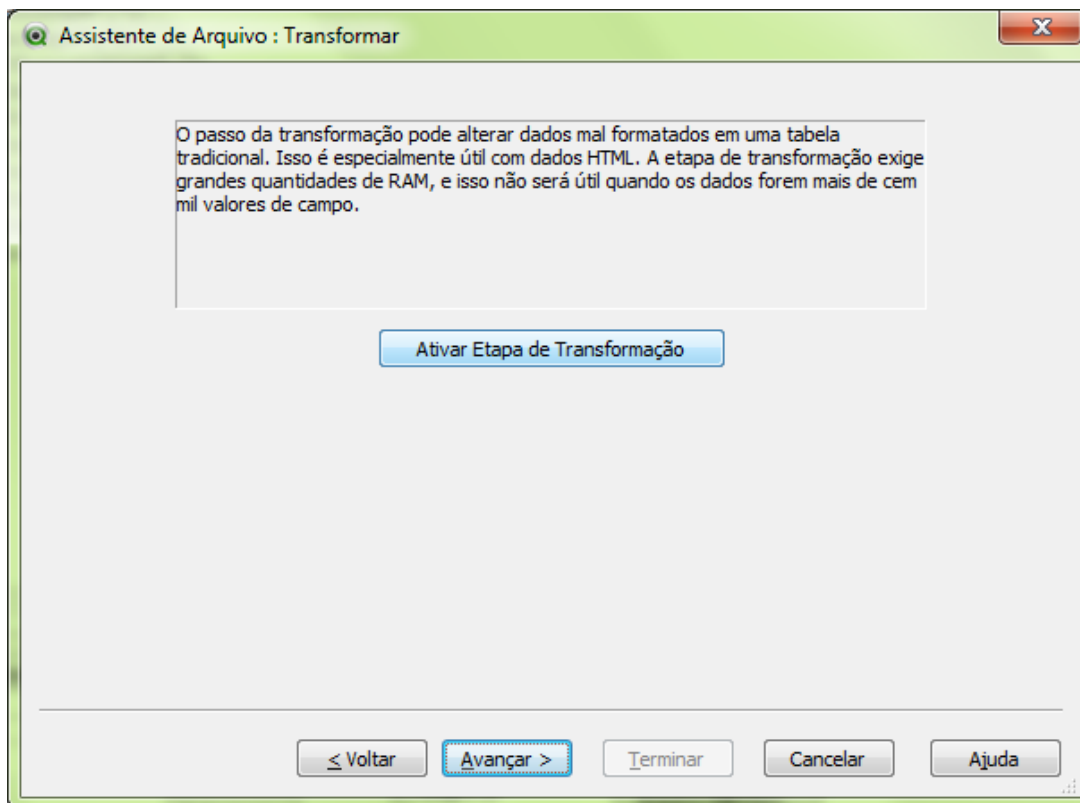 Assistente de Arquivo : Transformar
O passo da transformação pode alterar dados mal formatados em uma tabela
tradicional. Isso é especialmente útil com dados HTML. A etapa de transformação exige
grandes quantidades de RAM, e isso não será útil quando os dados forem mais de cem
mil valores de campo.
Ativar Etapa de Transformação
< Voltar
Avançar >
Terminar
Cancelar
Ajuda